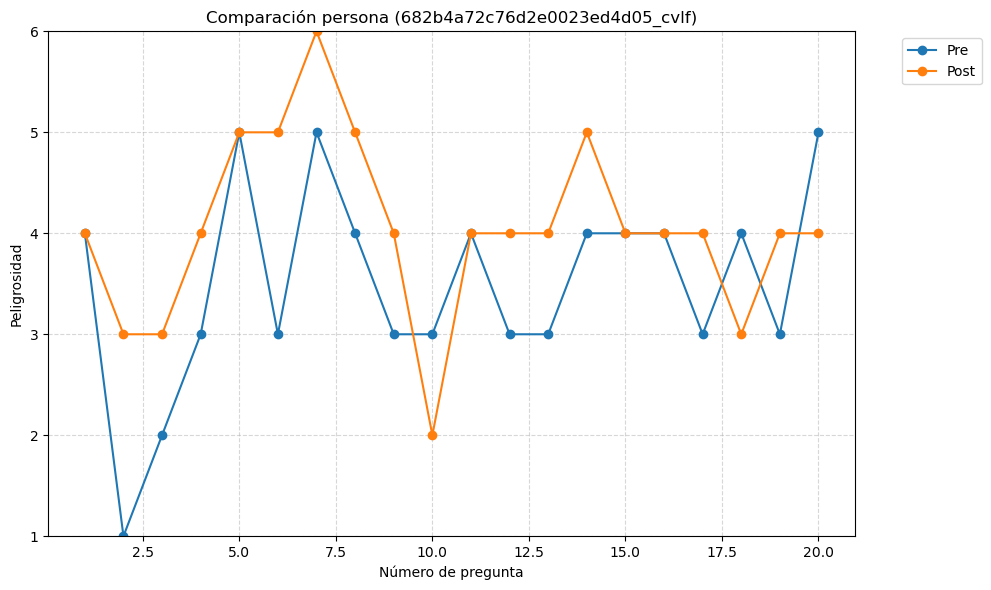 Comparación persona (682b4a72c76d2e0023ed4d05_cvlf)
Pre
Post
Peligrosidad
6
5
4
3
2
1
2.5 5.0 7.5 10.0 12.5 15.0 17.5 20.0
Número de pregunta